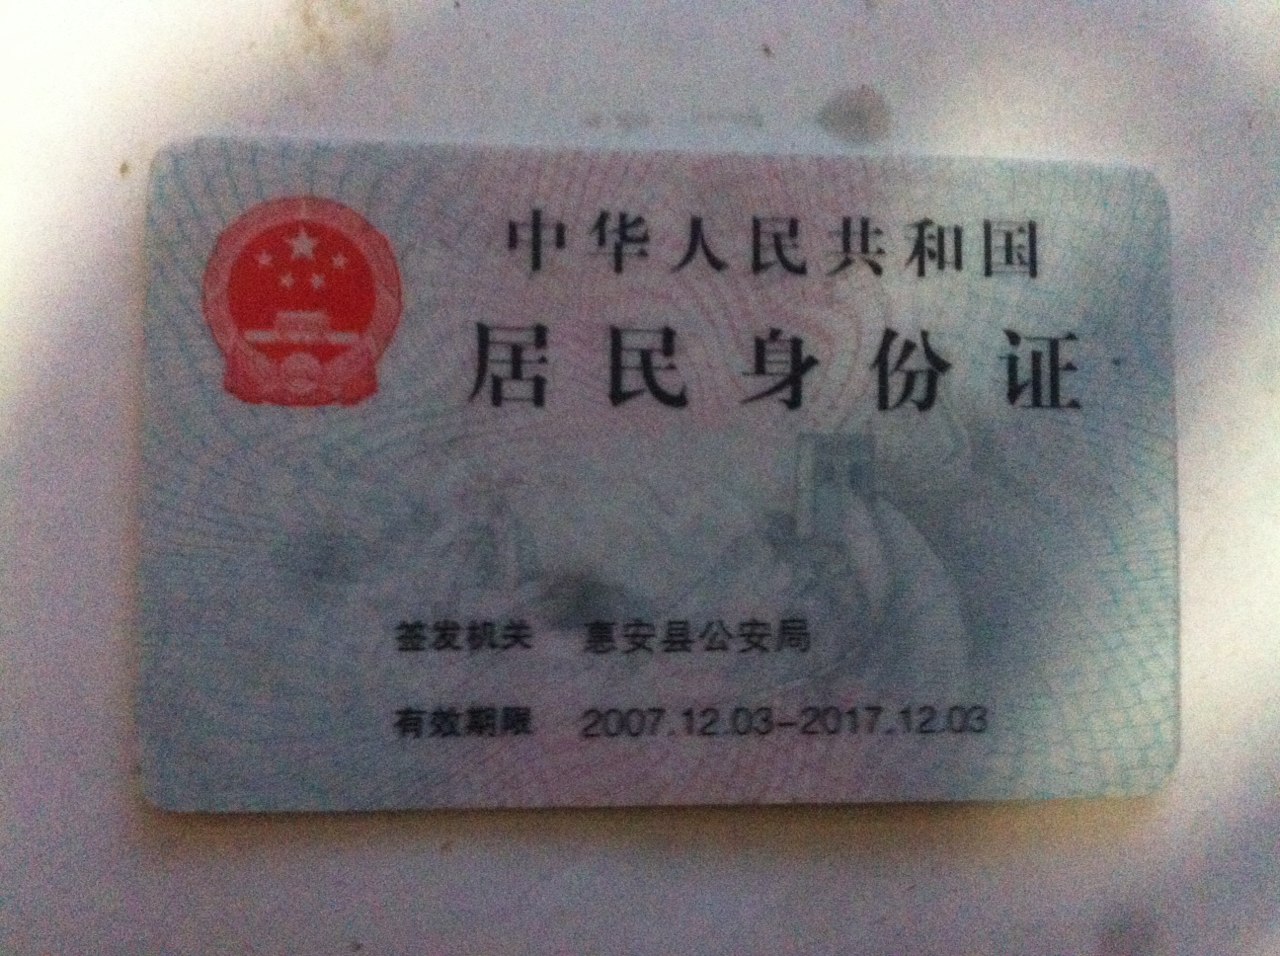 中华人民共和国
居民身份证
签发机关 惠安县公安局
有效期限 2007.12.03-2017.12.03